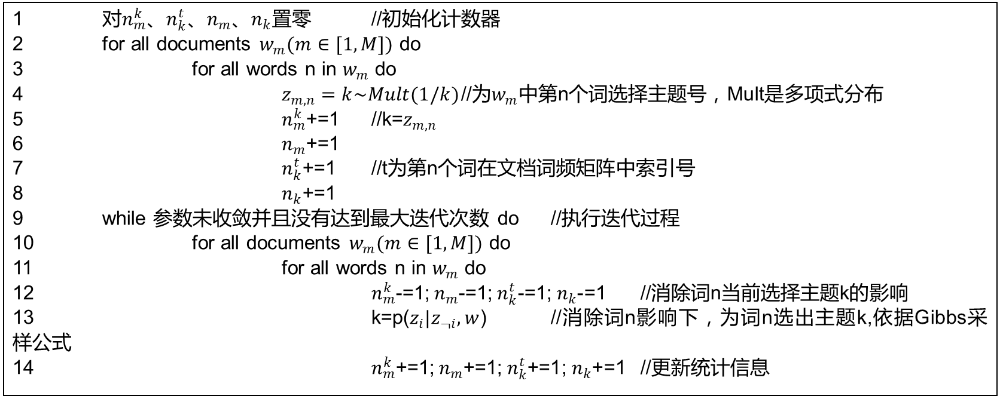 1 对$n_m^k$、$n_k^t$、$n_m$、$n_k$置零 //初始化计数器
2 for all documents $w_m(m \in [1, M])$ do
3 for all words n in $w_m$ do
4 $z_{m,n} = k \sim Mult(1/k)$//为$w_m$中第n个词选择主题号，Mult是多项式分布
5 $n_m^k$+=1 //k=$z_{m,n}$
6 $n_m$+=1
7 $n_k^t$+=1 //t为第n个词在文档词频矩阵中索引号
8 $n_k$+=1
9 while 参数未收敛并且没有达到最大迭代次数 do //执行迭代过程
10 for all documents $w_m(m \in [1, M])$ do
11 for all words n in $w_m$ do
12 $n_m^k$-=1; $n_m$-=1; $n_k^t$-=1; $n_k$-=1 //消除词n当前选择主题k的影响
13 k=p($z_i|z_{\neg i}, w$) //消除词n影响下，为词n选出主题k,依据Gibbs采
样公式
14 $n_m^k$+=1; $n_m$+=1; $n_k^t$+=1; $n_k$+=1 //更新统计信息